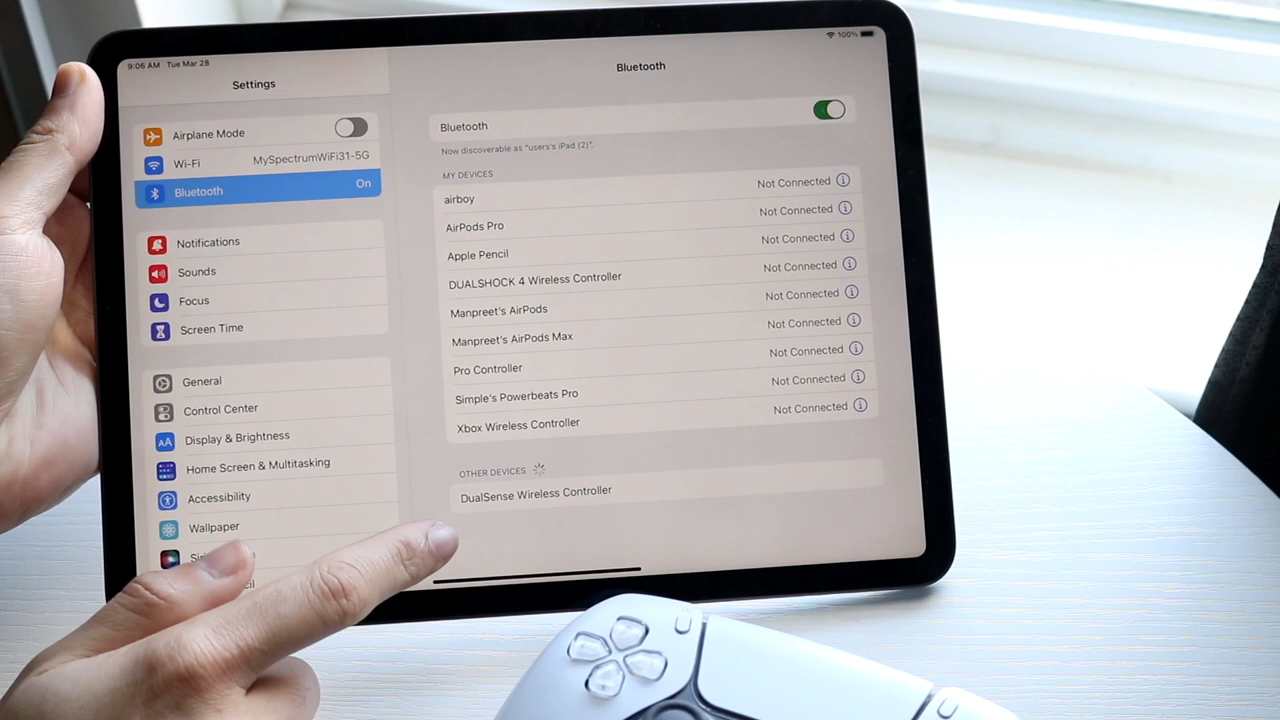 9:06 AM Tue Mar 28
100%
Settings
Airplane Mode
Wi-Fi MySpectrumWiFi31-5G
Bluetooth On
Notifications
Sounds
Focus
Screen Time
General
Control Center
AA Display & Brightness
Home Screen & Multitasking
Accessibility
Wallpaper
Bluetooth
Bluetooth
Now discoverable as "users's iPad (2)".
MY DEVICES
airboy Not Connected
AirPods Pro Not Connected
Apple Pencil Not Connected
DUALSHOCK 4 Wireless Controller Not Connected
Manpreet's AirPods Not Connected
Manpreet's AirPods Max Not Connected
Pro Controller Not Connected
Simple's Powerbeats Pro Not Connected
Xbox Wireless Controller Not Connected
OTHER DEVICES
DualSense Wireless Controller